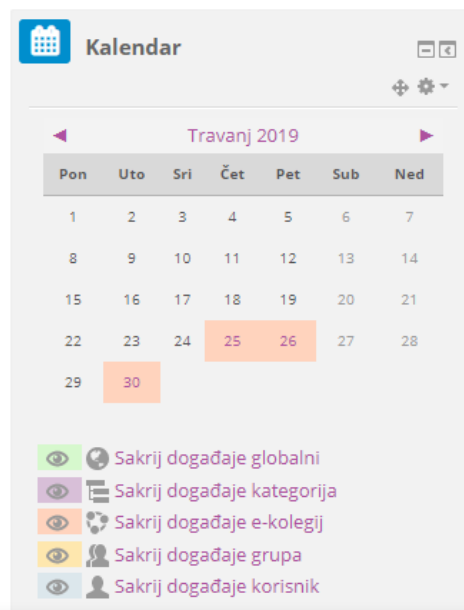 Kalendar
Travanj 2019
Pon Uto Sri Čet Pet Sub Ned
1 2 3 4 5 6 7
8 9 10 11 12 13 14
15 16 17 18 19 20 21
22 23 24 25 26 27 28
29 30
Sakrij događaje globalni
Sakrij događaje kategorija
Sakrij događaje e-kolegij
Sakrij događaje grupa
Sakrij događaje korisnik